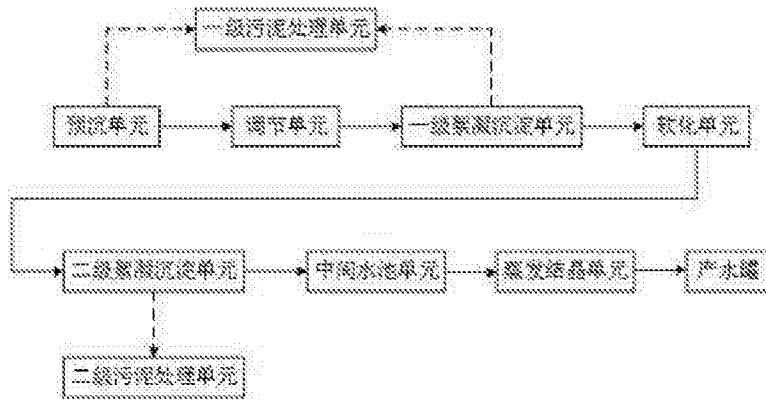 一级污泥处理单元
预沉单元
调节单元
一级絮凝沉淀单元
软化单元
二级絮凝沉淀单元
中间水池单元
蒸发结晶单元
产水罐
二级污泥处理单元